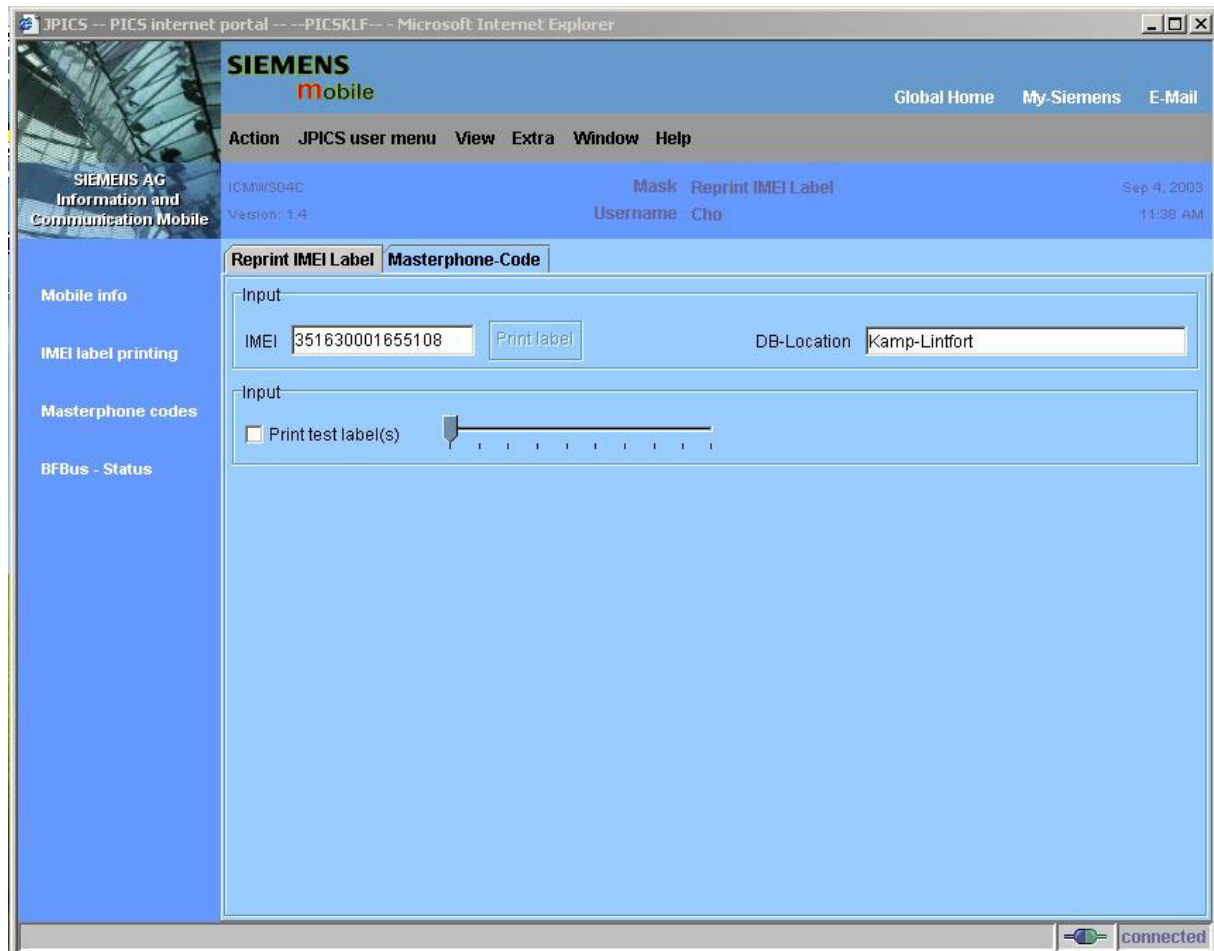 JPICS -- PICS internet portal -- --PICSKLF-- - Microsoft Internet Explorer
SIEMENS
mobile
Global Home My-Siemens E-Mail
Action JPICS user menu View Extra Window Help
SIEMENS AG
Information and
Communication Mobile
ICMWS04C Mask Reprint IMEI Label Sep 4, 2003
Version: 1.4 Username Cho 11:38 AM
Reprint IMEI Label Masterphone-Code
Mobile info
IMEI label printing
Masterphone codes
BFBus - Status
Input
IMEI 351630001655108 Print label DB-Location Kamp-Lintfort
Input
Print test label(s)
connected